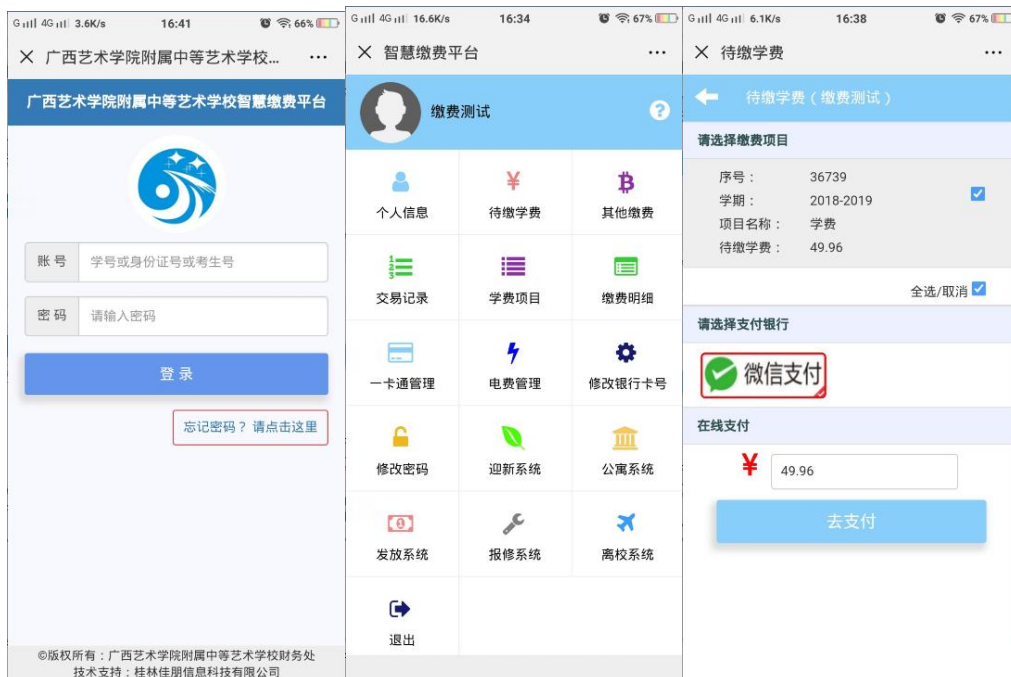 G 4G 3.6K/s 16:41 66%
广西艺术学院附属中等艺术学校...
广西艺术学院附属中等艺术学校智慧缴费平台
账 号 学号或身份证号或考生号
密 码 请输入密码
登 录
忘记密码？请点击这里
©版权所有：广西艺术学院附属中等艺术学校财务处
技术支持：桂林佳朋信息科技有限公司
G 4G 16.6K/s 16:34 67%
智慧缴费平台
缴费测试
个人信息 待缴学费 其他缴费
交易记录 学费项目 缴费明细
一卡通管理 电费管理 修改银行卡号
修改密码 迎新系统 公寓系统
发放系统 报修系统 离校系统
退出
G 4G 6.1K/s 16:38 67%
待缴学费
待缴学费（缴费测试）
请选择缴费项目
序号： 36739
学期： 2018-2019
项目名称： 学费
待缴学费： 49.96
全选/取消
请选择支付银行
微信支付
在线支付
¥ 49.96
去支付